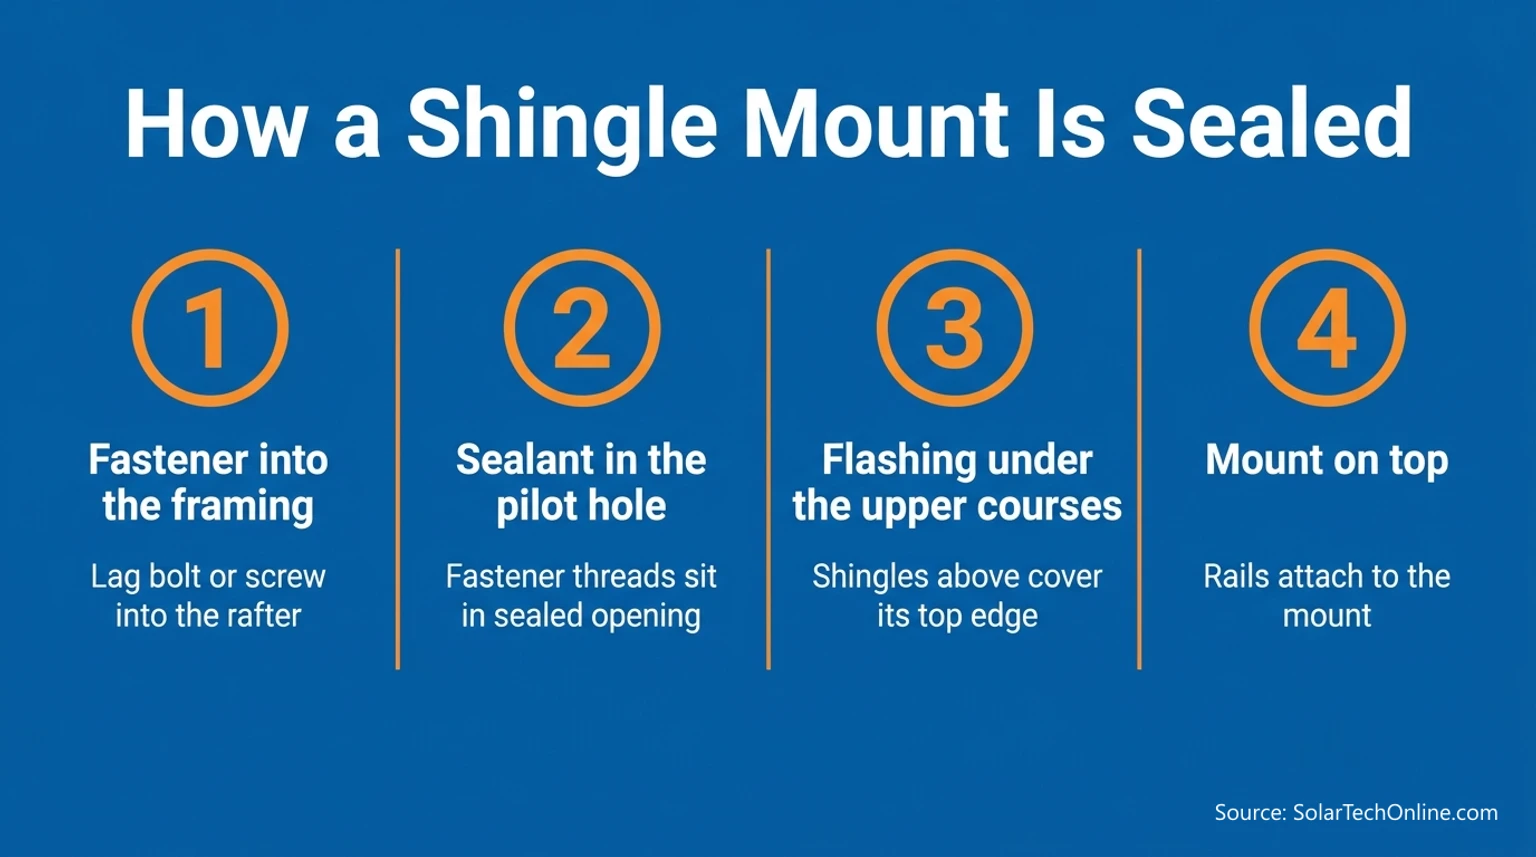 How a Shingle Mount Is Sealed
1
Fastener into
the framing
Lag bolt or screw
into the rafter
2
Sealant in the
pilot hole
Fastener threads sit
in sealed opening
3
Flashing under
the upper courses
Shingles above cover
its top edge
4
Mount on top
Rails attach to the
mount
Source: SolarTechOnline.com